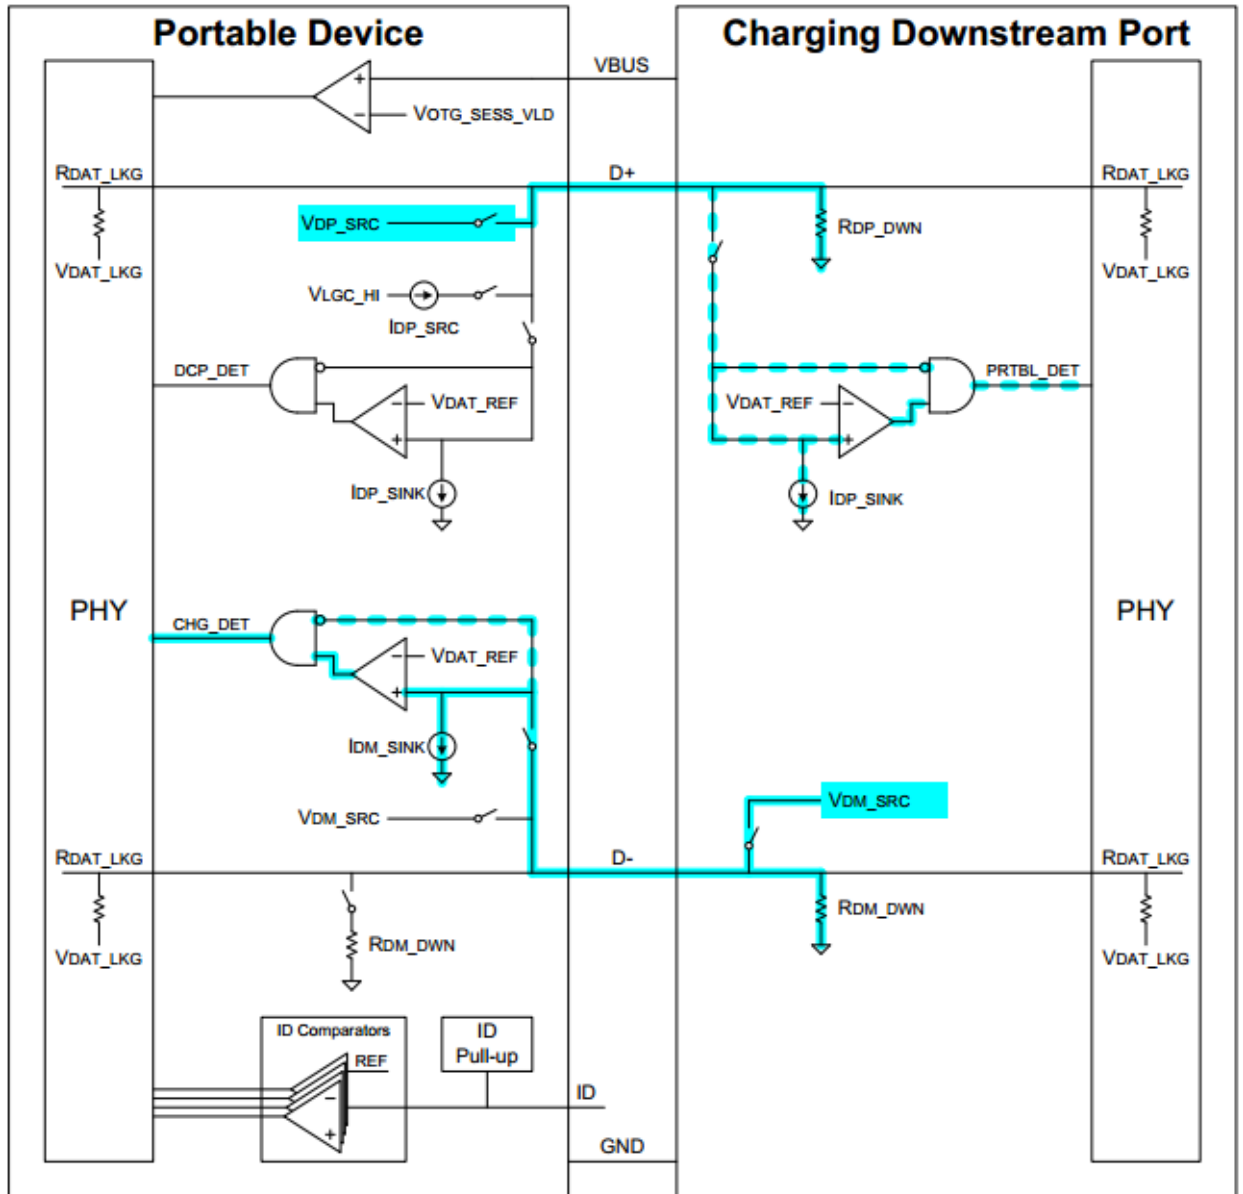 Portable Device
Charging Downstream Port
VBUS
VOTG_SESS_VLD
RDAT_LKG
D+
RDAT_LKG
VDP_SRC
RDP_DWN
VDAT_LKG
VDAT_LKG
VLGC_HI
IDP_SRC
DCP_DET
PRTBL_DET
VDAT_REF
VDAT_REF
IDP_SINK
IDP_SINK
PHY
PHY
CHG_DET
VDAT_REF
IDM_SINK
VDM_SRC
VDM_SRC
RDAT_LKG
D-
RDAT_LKG
RDM_DWN
RDM_DWN
VDAT_LKG
VDAT_LKG
ID Comparators
REF
ID
Pull-up
ID
GND